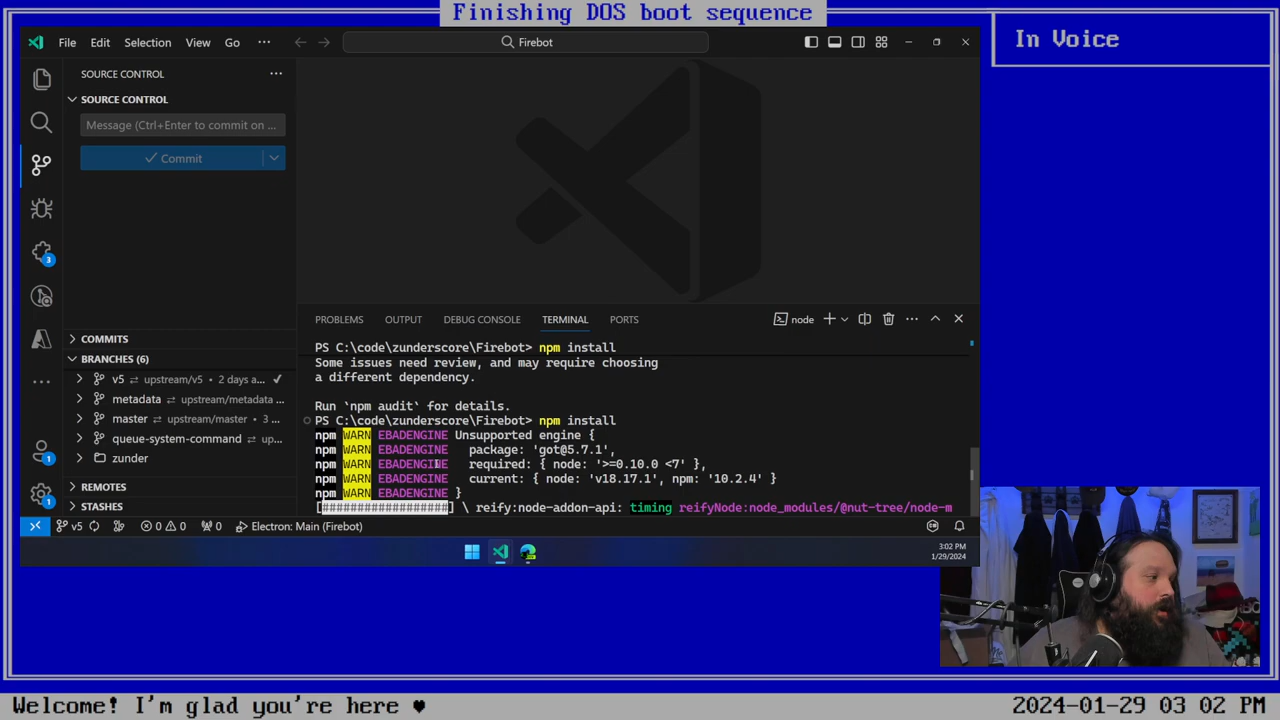 Finishing DOS boot sequence
In Voice
File Edit Selection View Go ···
Firebot
SOURCE CONTROL ···
SOURCE CONTROL
Message (Ctrl+Enter to commit on ...
Commit
COMMITS
BRANCHES (6)
v5 upstream/v5 • 2 days a...
metadata upstream/metadata ...
master upstream/master • 3 ...
queue-system-command up...
zunder
REMOTES
STASHES
3
1
1
PROBLEMS OUTPUT DEBUG CONSOLE TERMINAL PORTS
node
PS C:\code\zunderscore\Firebot> npm install
Some issues need review, and may require choosing
a different dependency.
Run `npm audit` for details.
PS C:\code\zunderscore\Firebot> npm install
npm WARN EBADENGINE Unsupported engine {
npm WARN EBADENGINE   package: 'got@5.7.1',
npm WARN EBADENGINE   required: { node: '>=0.10.0 <7' },
npm WARN EBADENGINE   current: { node: 'v18.17.1', npm: '10.2.4' }
npm WARN EBADENGINE }
[##################] \ reify:node-addon-api: timing reifyNode:node_modules/@nut-tree/node-m
v5 0 0 0 Electron: Main (Firebot)
3:02 PM
1/29/2024
Welcome! I'm glad you're here ♥
2024-01-29 03 02 PM